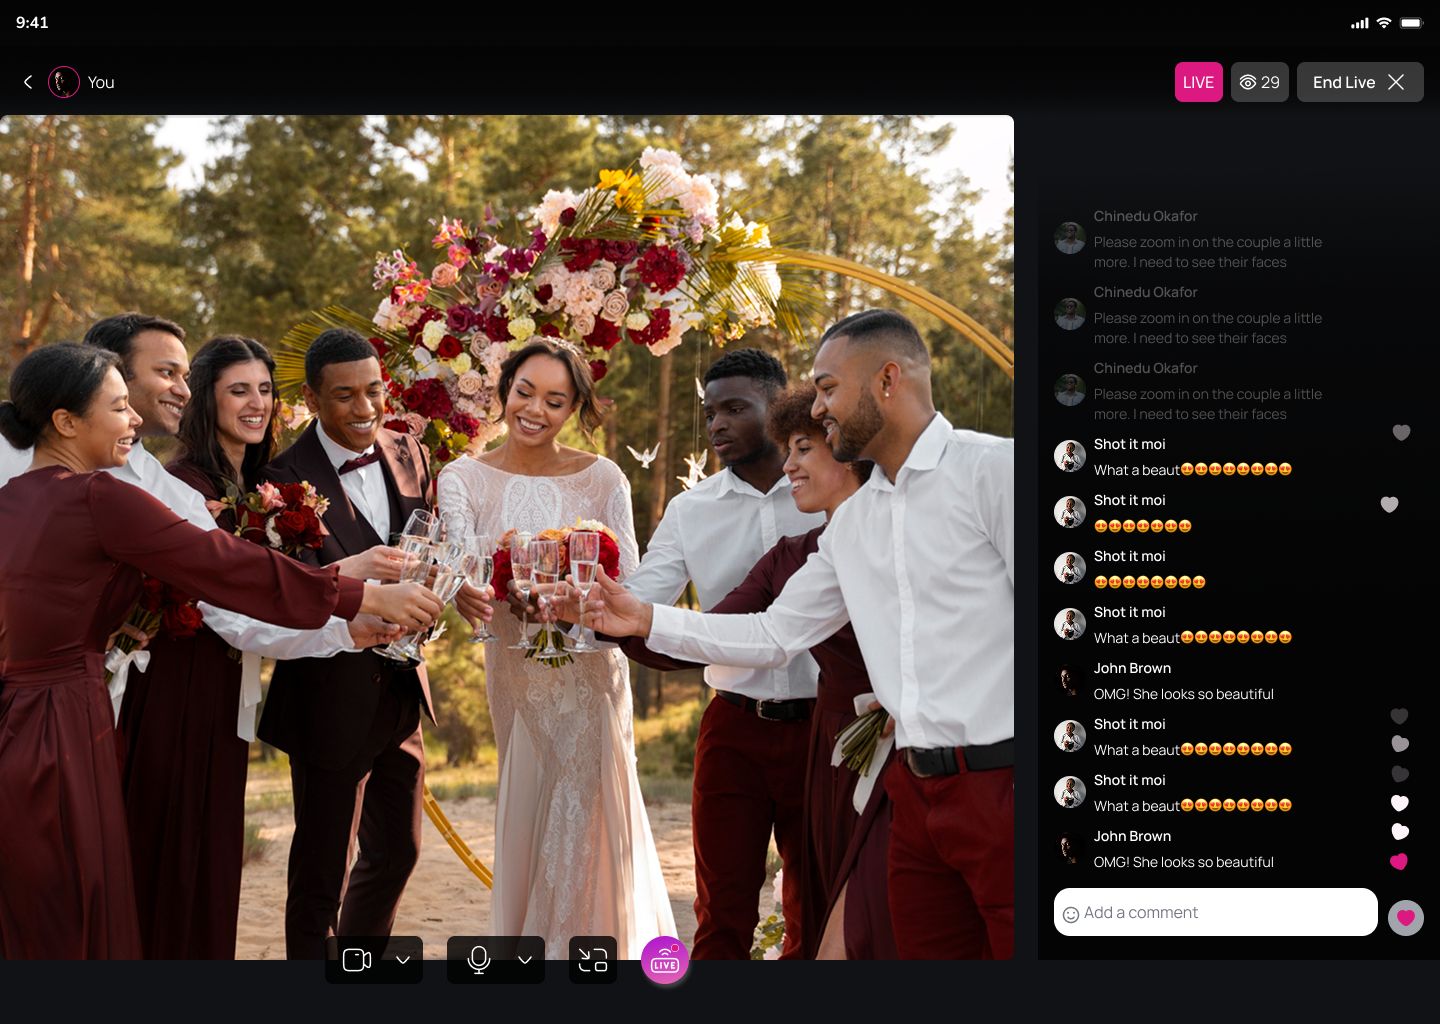 9:41
You
LIVE
29
End Live
Chinedu Okafor
Please zoom in on the couple a little
more. I need to see their faces
Chinedu Okafor
Please zoom in on the couple a little
more. I need to see their faces
Chinedu Okafor
Please zoom in on the couple a little
more. I need to see their faces
Shot it moi
What a beaut😍😍😍😍😍😍😍😍
Shot it moi
😍😍😍😍😍😍😍
Shot it moi
😍😍😍😍😍😍😍😍
Shot it moi
What a beaut😍😍😍😍😍😍😍😍
John Brown
OMG! She looks so beautiful
Shot it moi
What a beaut😍😍😍😍😍😍😍😍
Shot it moi
What a beaut😍😍😍😍😍😍😍😍
John Brown
OMG! She looks so beautiful
Add a comment
LIVE